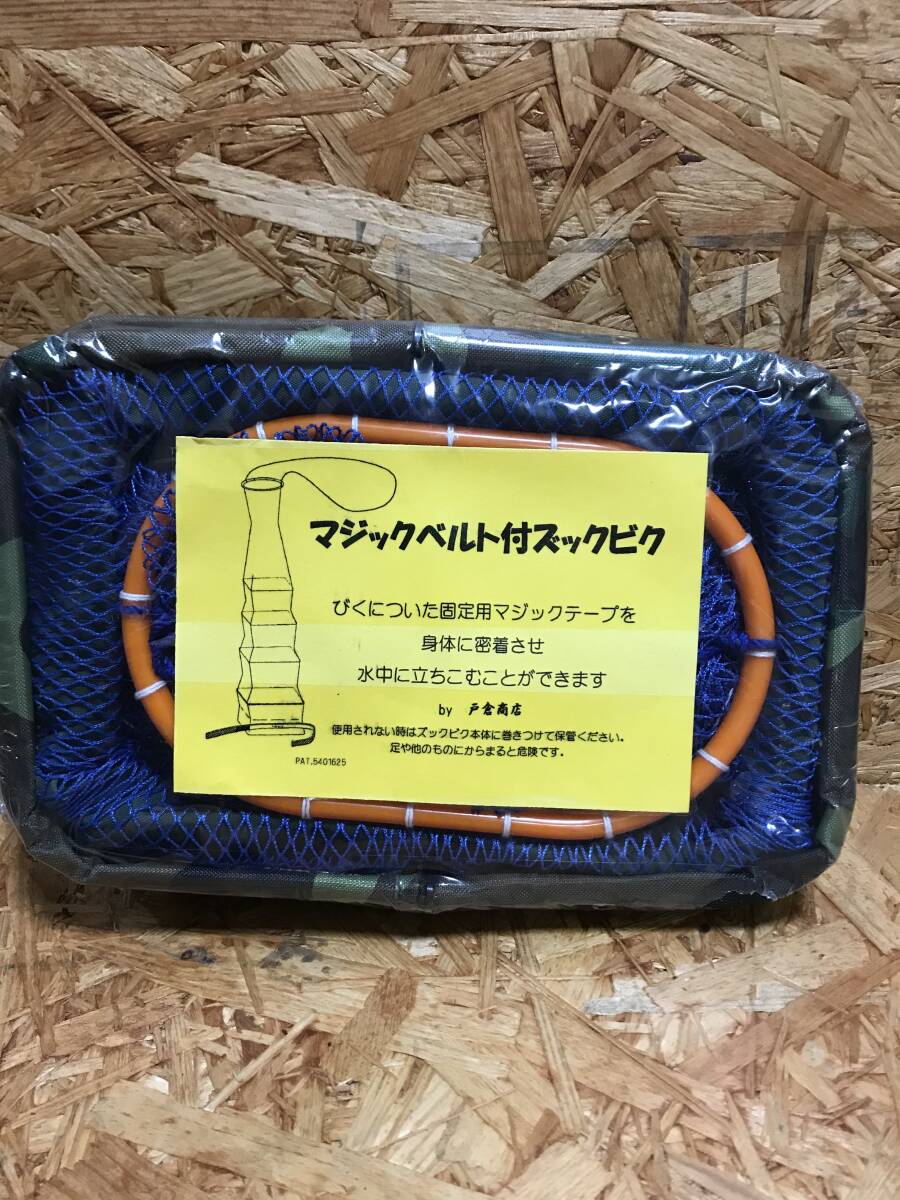 マジックベルト付ズックビク
びくについた固定用マジックテープを
身体に密着させ
水中に立ちこむことができます
by 戸倉商店
使用されない時はズックビク本体に巻きつけて保管ください。
足や他のものにからまると危険です。
PAT.5401625